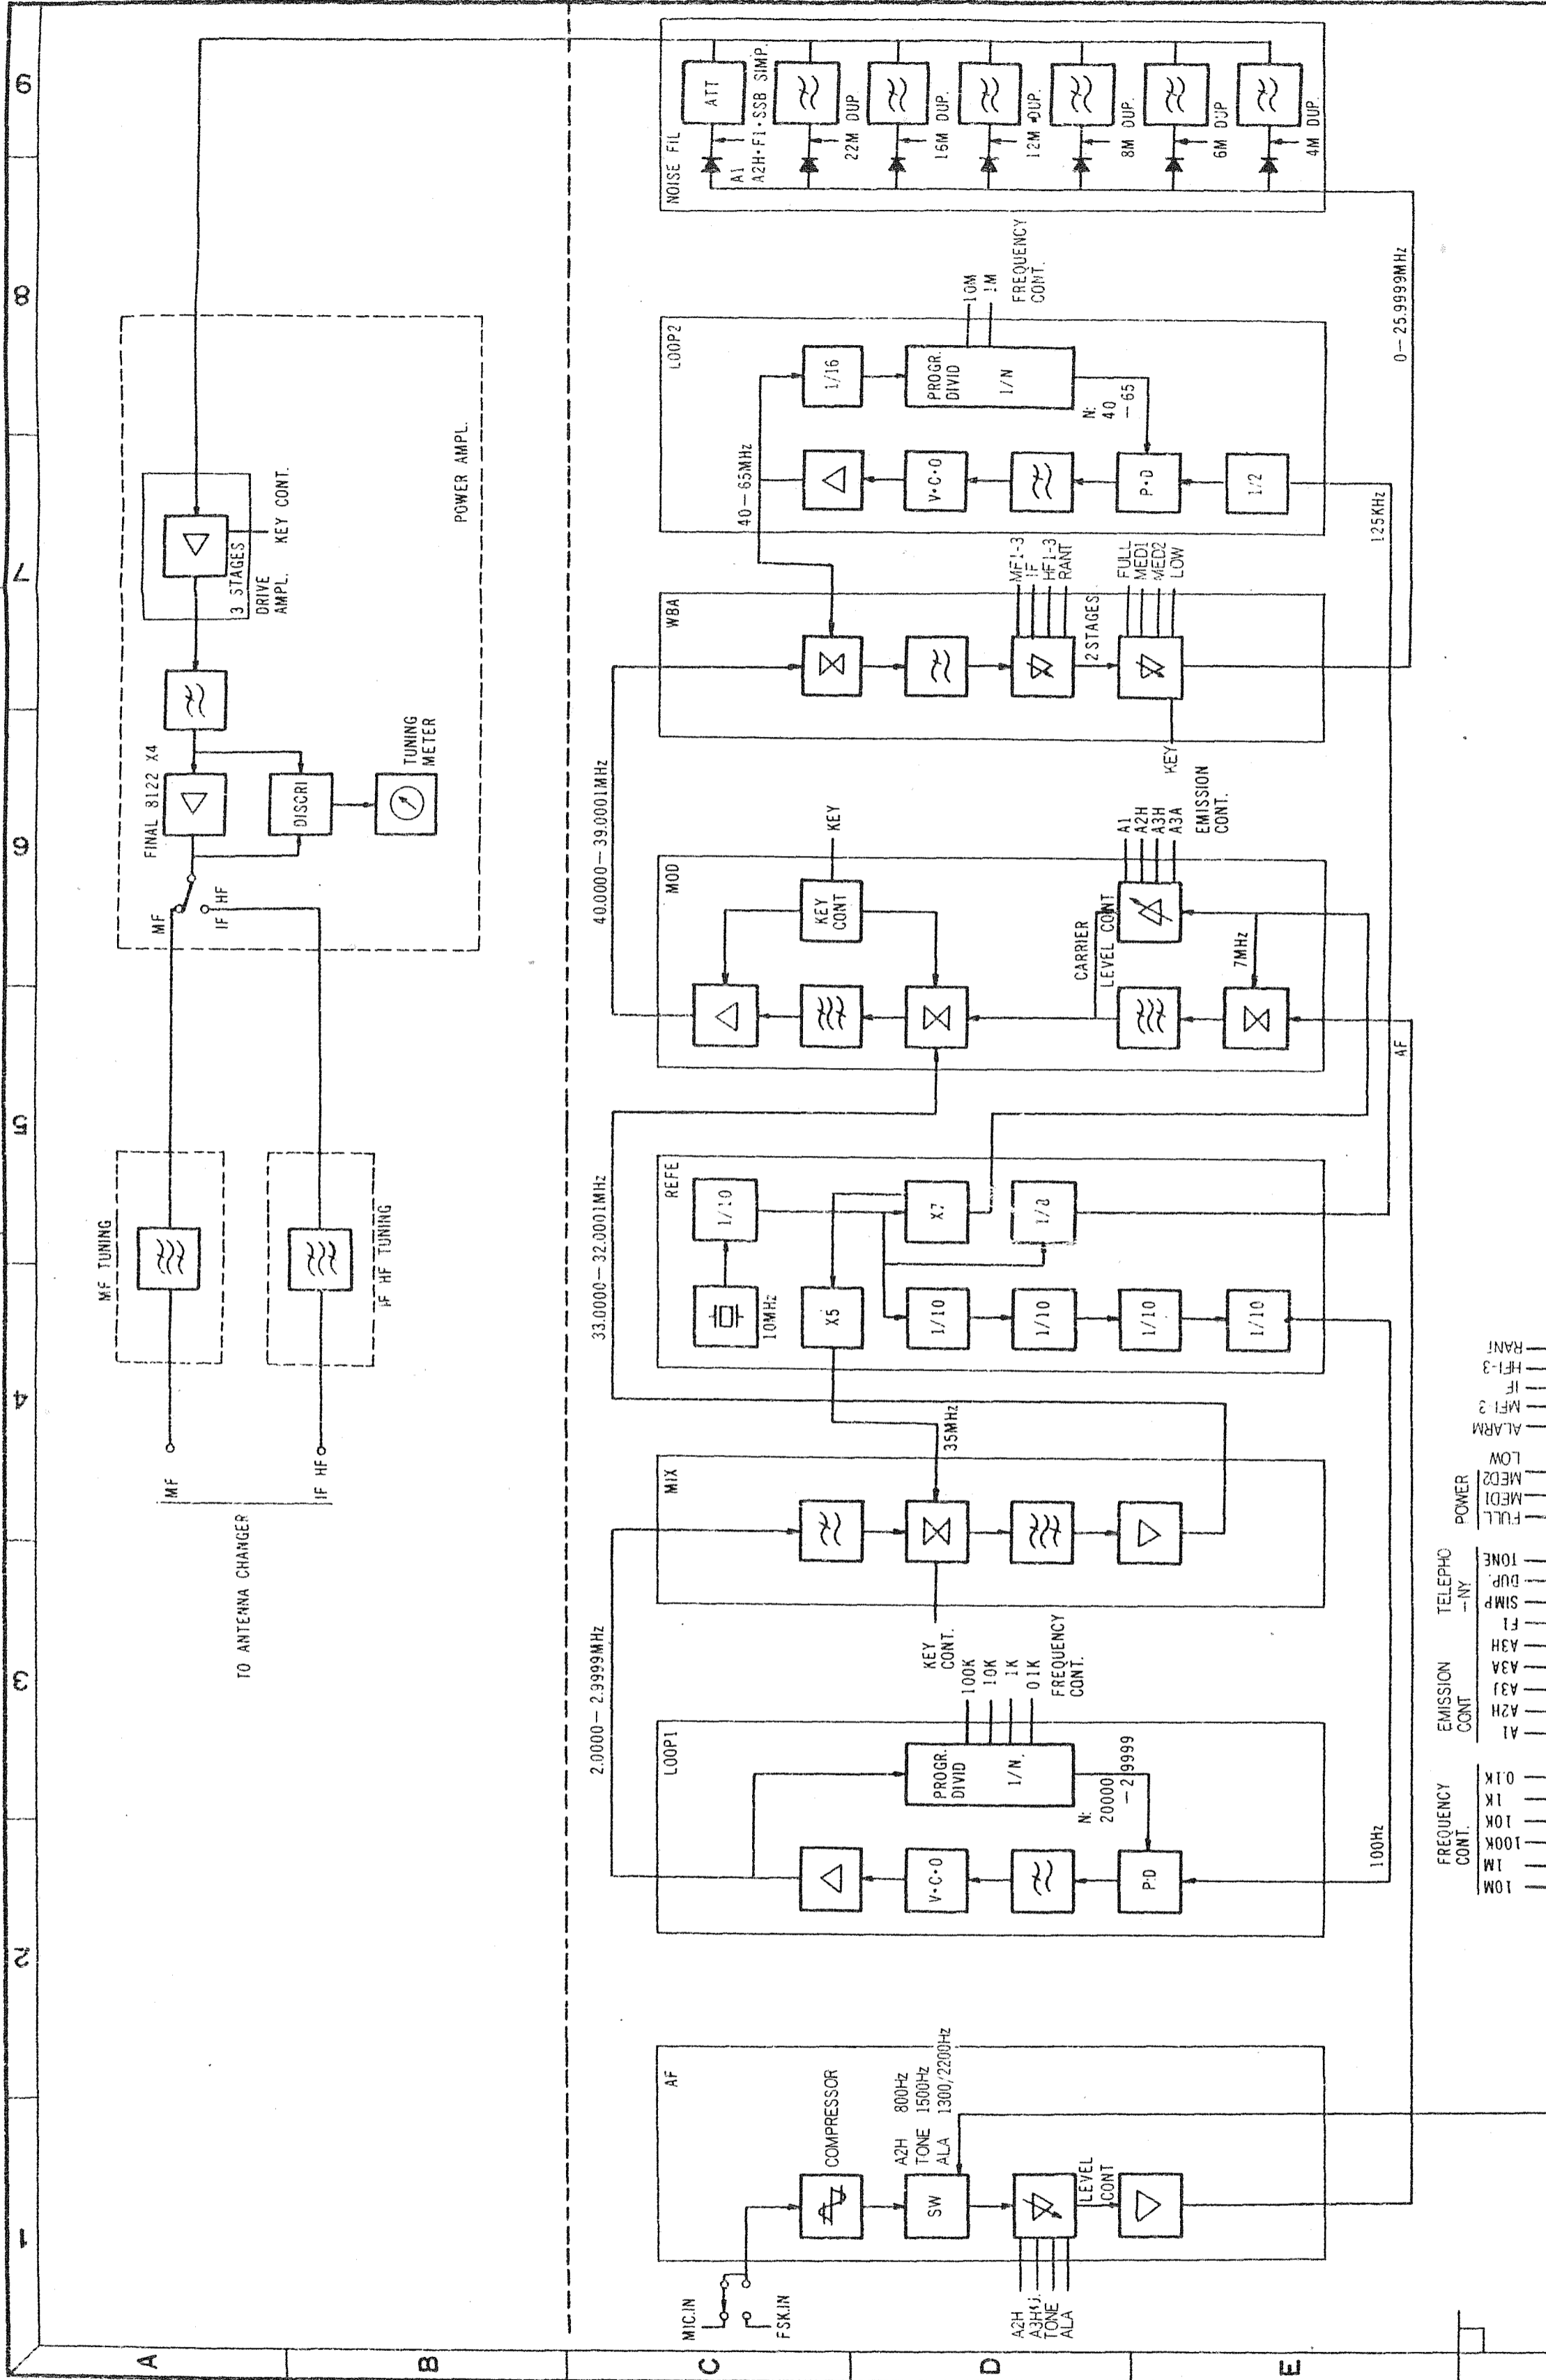 1
2
3
4
5
6
7
8
9
A
B
C
D
E
TO ANTENNA CHANGER
MF
IF HF
MF TUNING
IF HF TUNING
MF
IF HF
FINAL 8122 X4
DISCRI
TUNING
METER
3 STAGES
DRIVE
AMPL.
KEY CONT.
POWER AMPL.
MIC.IN
FSK.IN
AF
COMPRESSOR
SW
A2H 800Hz
TONE 1500Hz
ALA 1300/2200Hz
LEVEL
CONT
A2H
TONE
ALA
LOOP1
2.0000-2.9999MHz
V·C·O
P·D
PROGR.
DIVID
1/N.
N:
20000
-29999
100K
10K
1K
0.1K
FREQUENCY
CONT.
100Hz
MIX
KEY
CONT.
35MHz
33.0000-32.0001MHz
REFE
10MHz
1/10
X5
X7
1/8
1/10
1/10
1/10
1/10
MOD
40.0000-39.0001MHz
KEY
CONT
KEY
CARRIER
LEVEL CONT
7MHz
AF
A1
A2H
A3H
A3A
EMISSION
CONT.
WBA
MF1-3
IF
HF1-3
RANT
2 STAGES
FULL
MED1
MED2
LOW
KEY
LOOP2
40-65MHz
1/16
V·C·O
P·D
1/2
PROGR.
DIVID
1/N
N:
40
-65
10M
1M
FREQUENCY
CONT.
125KHz
0-25.9999MHz
NOISE FIL
ATT
A1
A2H·F1·SSB SIMP.
22M DUP.
16M DUP.
12M DUP.
8M DUP.
6M DUP
4M DUP.
FREQUENCY
CONT.
10M
1M
100K
10K
1K
0.1K
EMISSION
CONT
A1
A2H
A3J
A3A
A3H
F1
TELEPHO
-NY
SIMP
DUP.
TONE
POWER
FULL
MED1
MED2
LOW
ALARM
MF1-3
IF
HF1-3
RANT